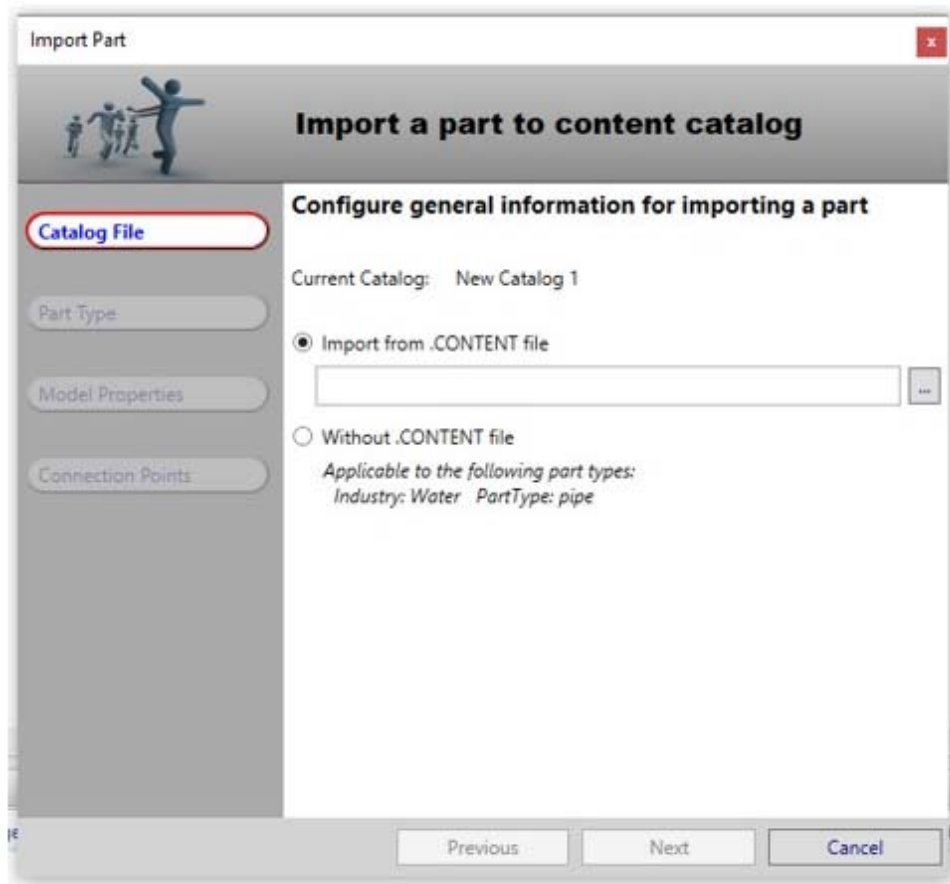 Import Part
x
Import a part to content catalog
Catalog File
Part Type
Model Properties
Connection Points
Configure general information for importing a part
Current Catalog: New Catalog 1
Import from .CONTENT file
...
Without .CONTENT file
Applicable to the following part types:
Industry: Water PartType: pipe
Previous
Next
Cancel